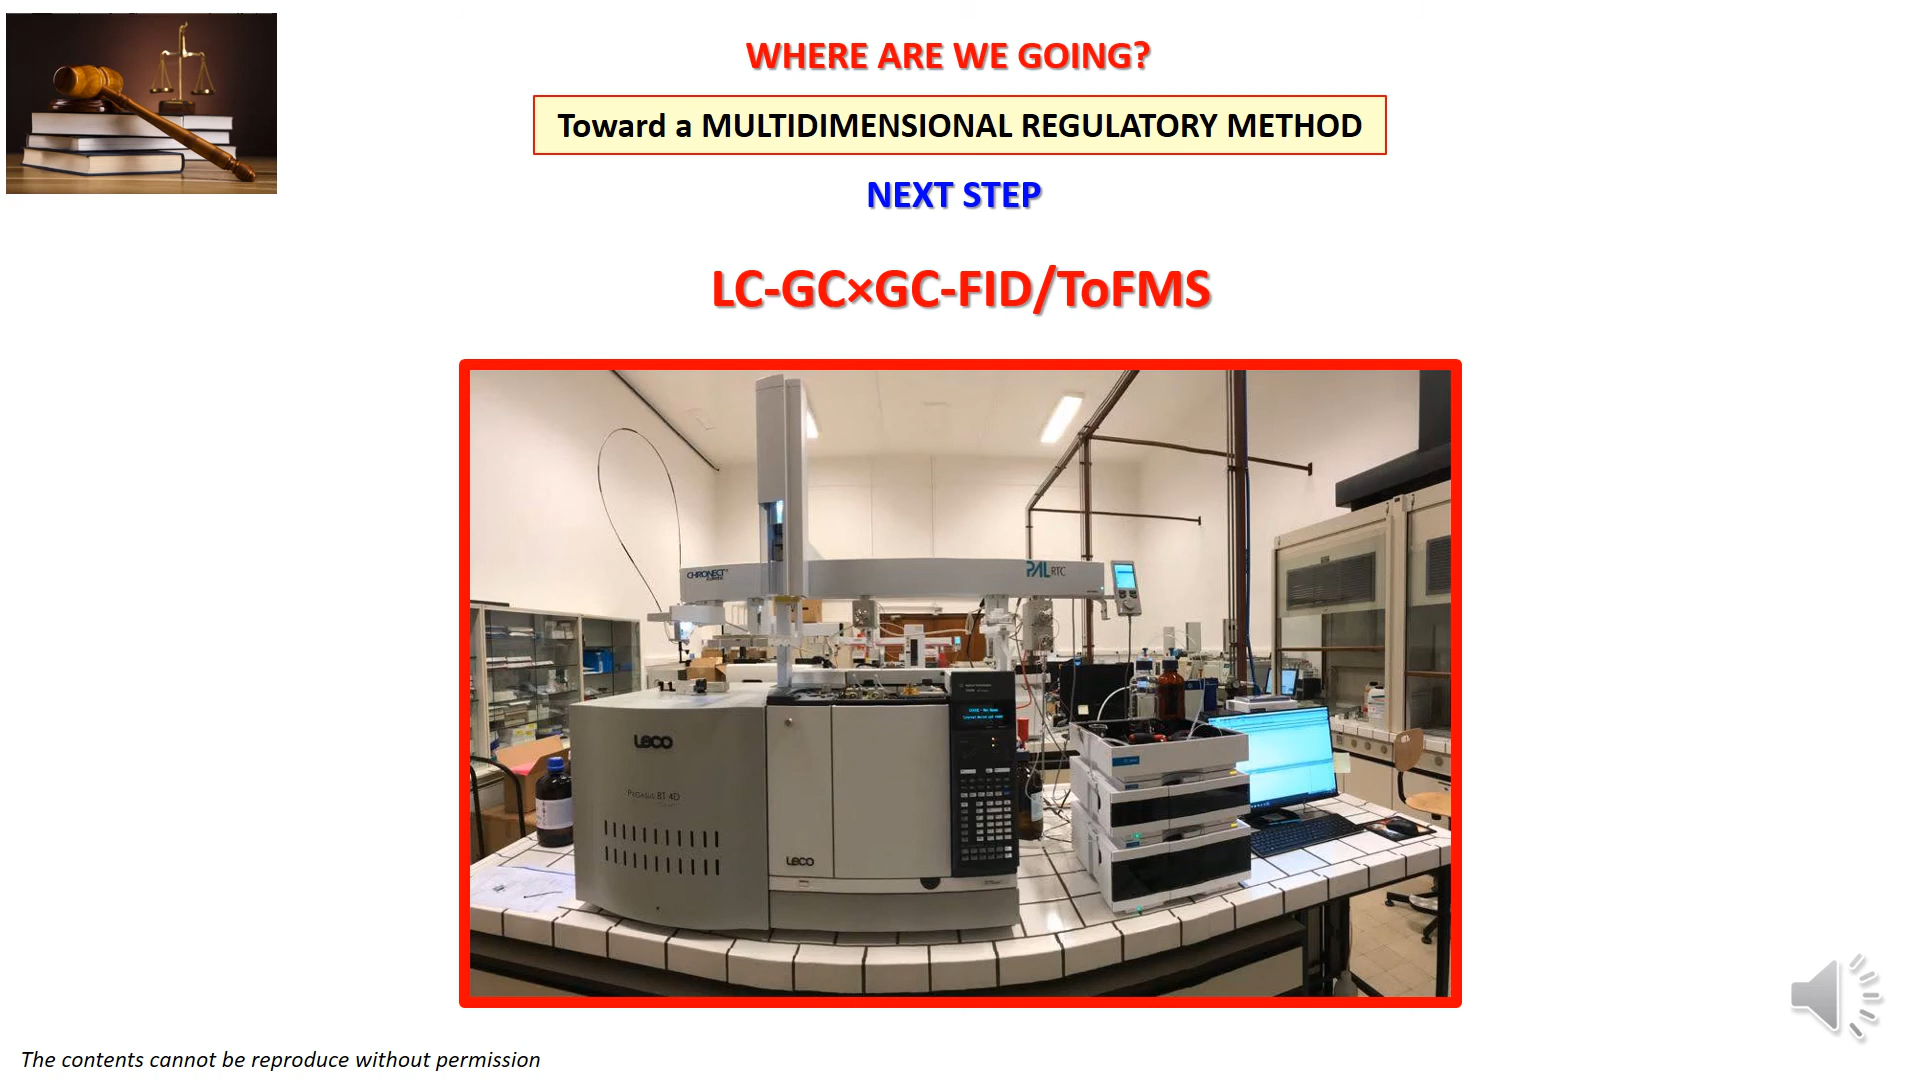 WHERE ARE WE GOING?
Toward a MULTIDIMENSIONAL REGULATORY METHOD
NEXT STEP
LC-GC×GC-FID/ToFMS
CHRONECT
PAL RTC
LECO
PEGASUS BT 4D
LECO
The contents cannot be reproduce without permission